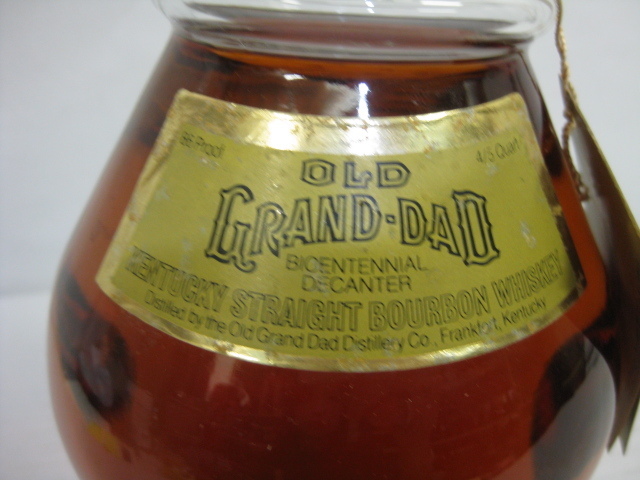 86 Proof
4/5 Quart
OLD
GRAND-DAD
BICENTENNIAL
DECANTER
KENTUCKY STRAIGHT BOURBON WHISKEY
Distilled by the Old Grand Dad Distillery Co., Frankfort, Kentucky